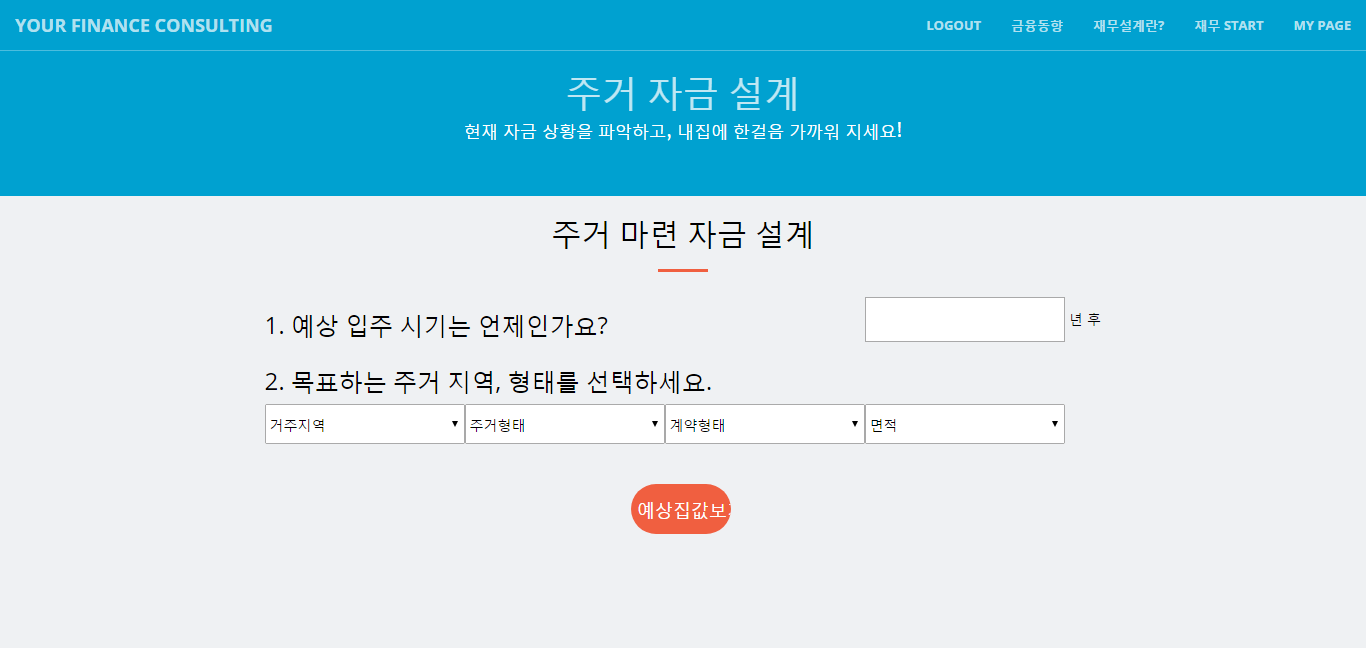 YOUR FINANCE CONSULTING
LOGOUT 금융동향 재무설계란? 재무 START MY PAGE
주거 자금 설계
현재 자금 상황을 파악하고, 내집에 한걸음 가까워 지세요!
주거 마련 자금 설계
1. 예상 입주 시기는 언제인가요?
년 후
2. 목표하는 주거 지역, 형태를 선택하세요.
거주지역 주거형태 계약형태 면적
예상집값보